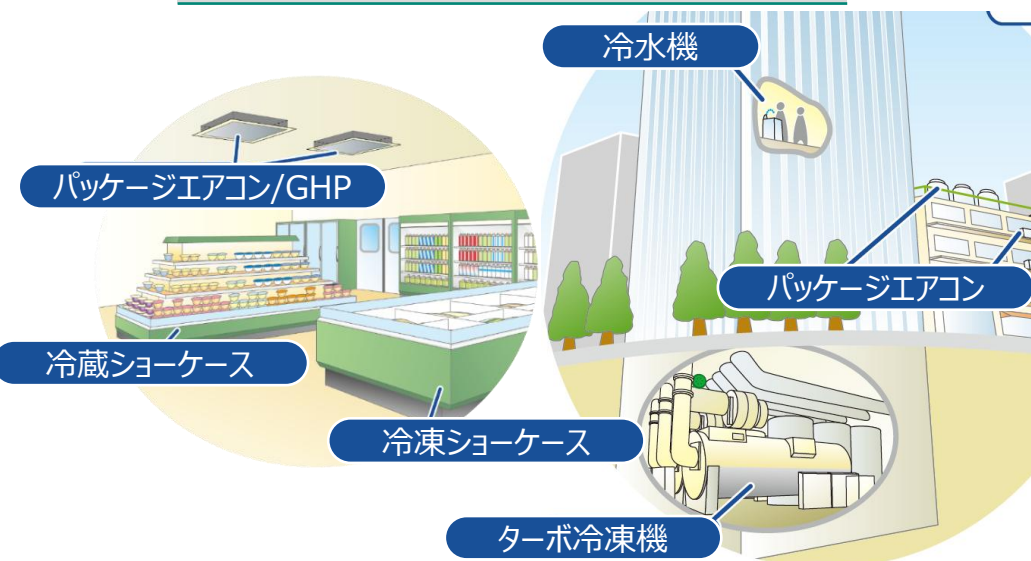 冷水機
パッケージエアコン/GHP
パッケージエアコン
冷蔵ショーケース
冷凍ショーケース
ターボ冷凍機